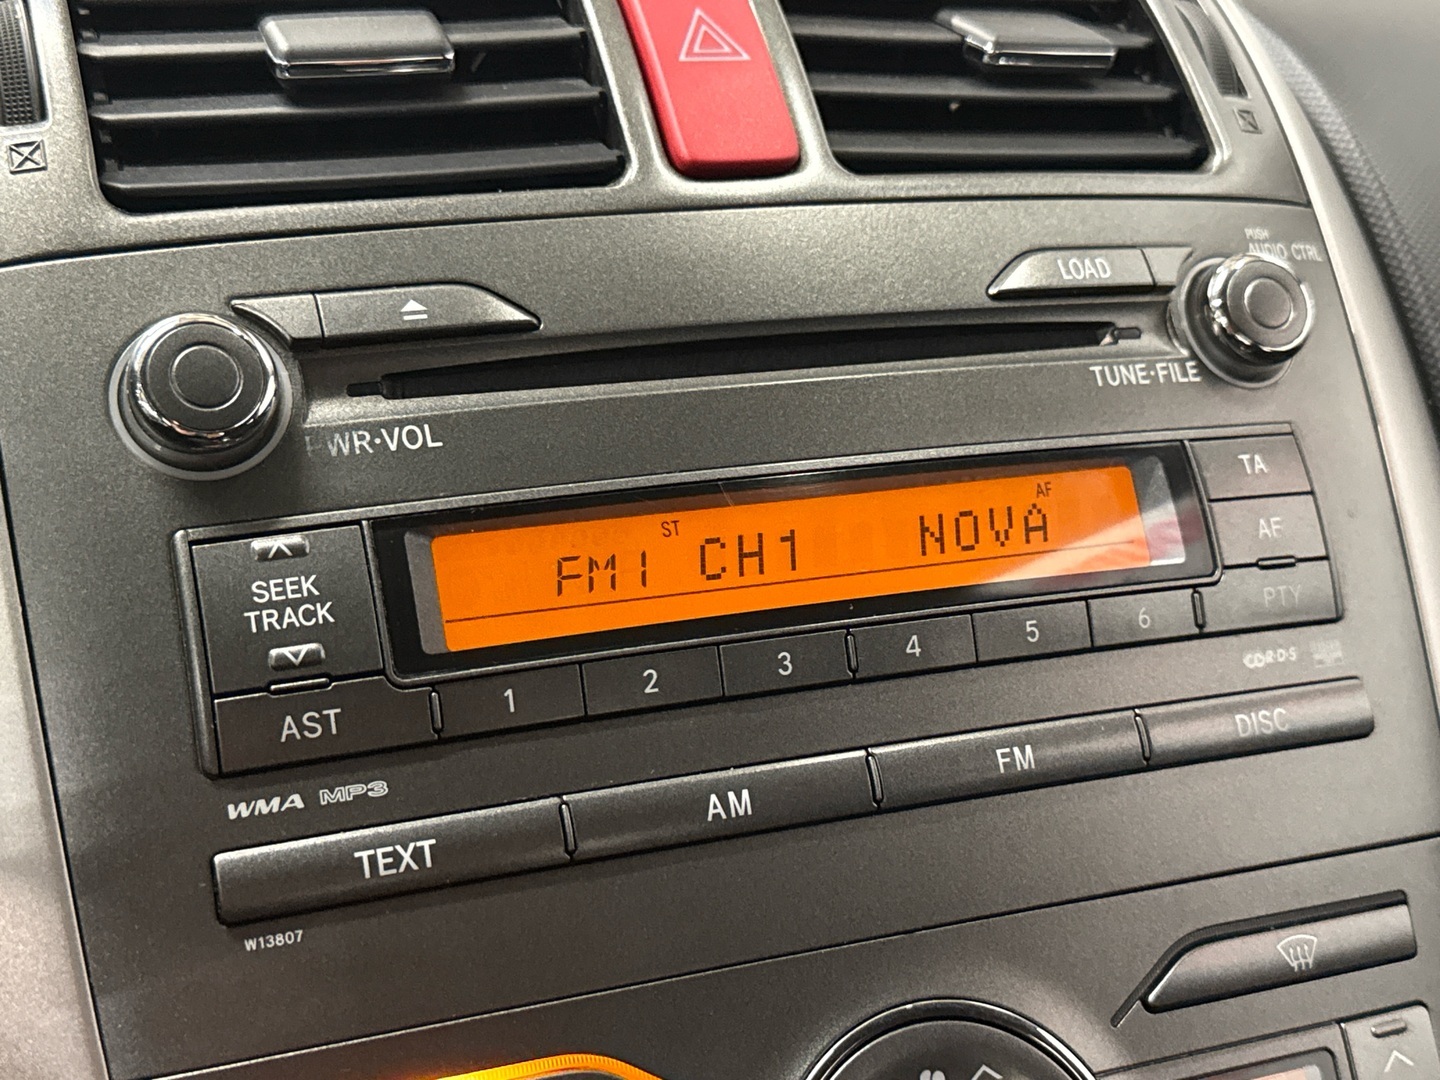 LOAD
PUSH
AUDIO CTRL
TUNE·FILE
PWR·VOL
ST
AF
FM1 CH1 NOVA
TA
AF
PTY
SEEK
TRACK
AST
1 2 3 4 5 6
WMA MP3
TEXT
AM
FM
DISC
W13807